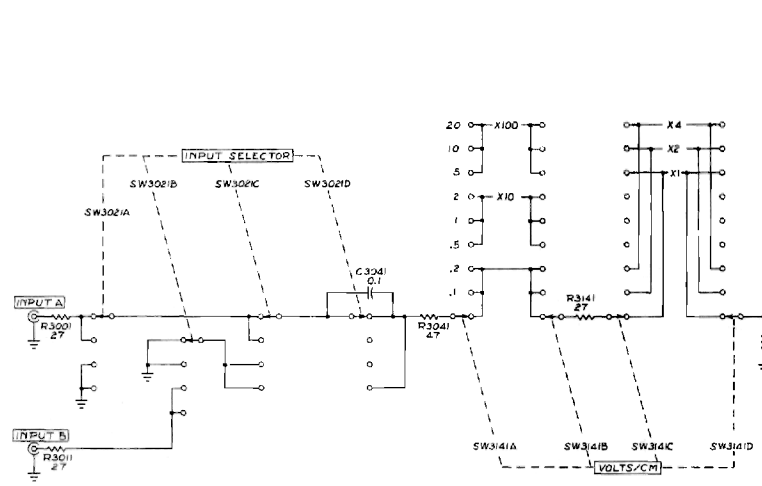 20 X100 X4
10 X2
5 X1
INPUT SELECTOR
SW3021B SW3021C SW3021D
2 X10
SW3021A 1
.5
C3041 0.1 .2
.1
INPUT A R3141
R3001 27 R3041 47 27
INPUT B
R3011 27
SW3141A SW3141B SW3141C SW3141D
VOLTS/CM